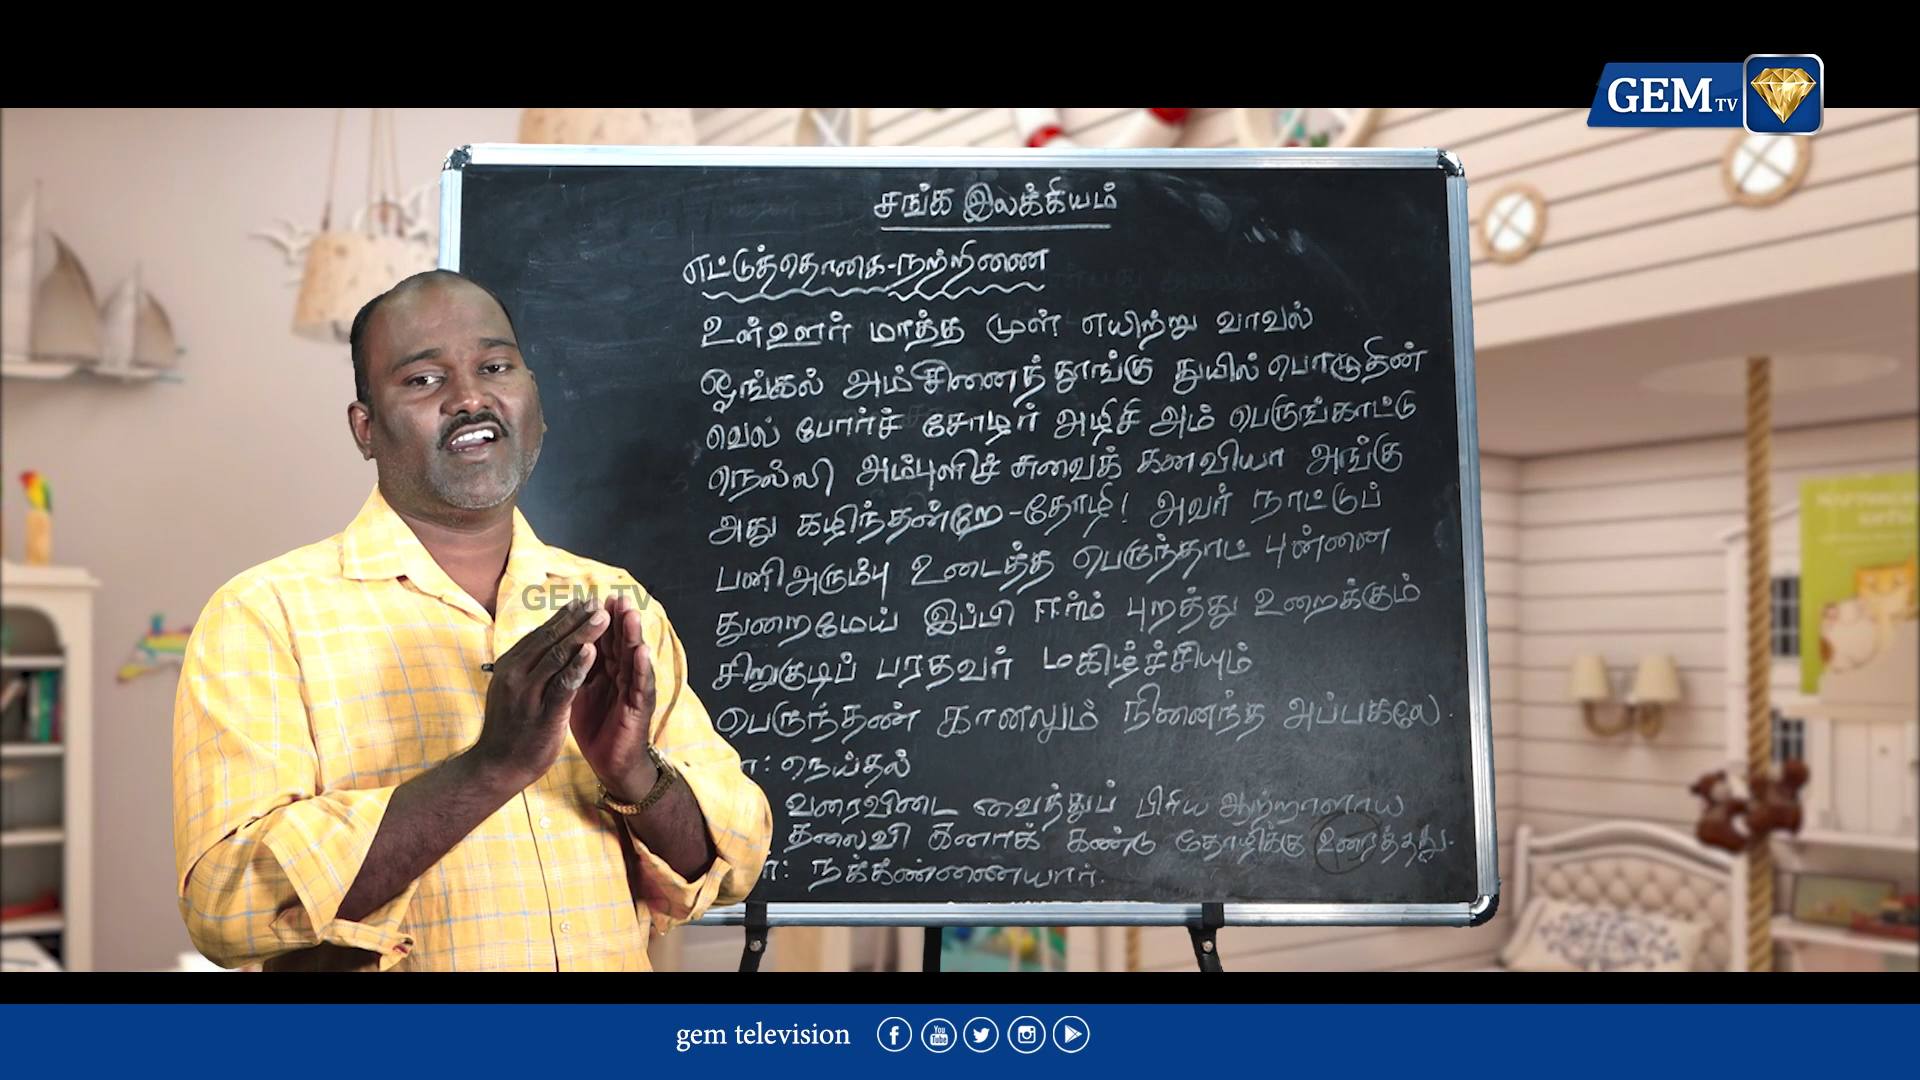 GEM TV
சங்க இலக்கியம்
எட்டுத்தொகை-நற்றிணை
உள்ஊர் மாத்த முள் எயிற்று வாவல்
ஓங்கல் அம்சினைத் தூங்கு துயில் பொழுதின்
வெல் போர்ச் சோழர் அழிசி அம் பெருங்காட்டு
நெல்லி அம்புளிச் சுவைக் கனவியா அங்கு
அது கழிந்தன்றே-தோழி! அவர் நாட்டுப்
பனிஅரும்பு உடைத்த பெருந்தாட் புன்னை
துறைமேய் இப்பி ஈர்ம் புறத்து உறைக்கும்
சிறுகுடிப் பரதவர் மகிழ்ச்சியும்
பெருந்தண் கானலும் நினைந்த அப்பகலே.
: நெய்தல்
வரைவிடை வைத்துப் பிரிய ஆற்றாளாய
தலைவி கனாக் கண்டு தோழிக்கு உரைத்தது.
: நக்கண்ணையார்.
GEM TV
gem television